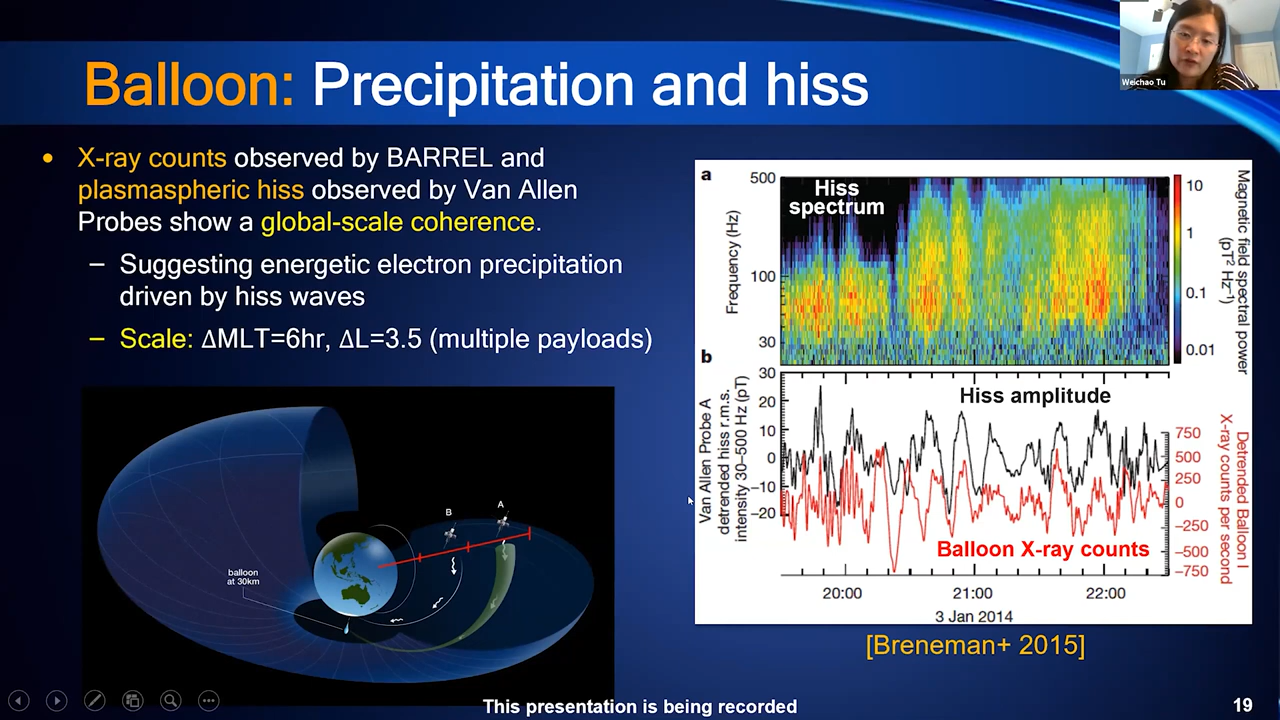 Weichao Tu
Balloon: Precipitation and hiss
• X-ray counts observed by BARREL and
plasmaspheric hiss observed by Van Allen
Probes show a global-scale coherence.
– Suggesting energetic electron precipitation
driven by hiss waves
– Scale: ΔMLT=6hr, ΔL=3.5 (multiple payloads)
B
A
balloon
at 30km
a
500
100
30
Frequency (Hz)
Hiss
spectrum
10
1
0.1
0.01
Magnetic field spectral power
(pT² Hz⁻¹)
b
30
20
10
0
−10
−20
Van Allen Probe A
detrended hiss r.m.s.
intensity 30–500 Hz (pT)
Hiss amplitude
Balloon X-ray counts
750
500
250
0
−250
−500
−750
Detrended Balloon I
X-ray counts per second
20:00
21:00
22:00
3 Jan 2014
[Breneman+ 2015]
This presentation is being recorded
19